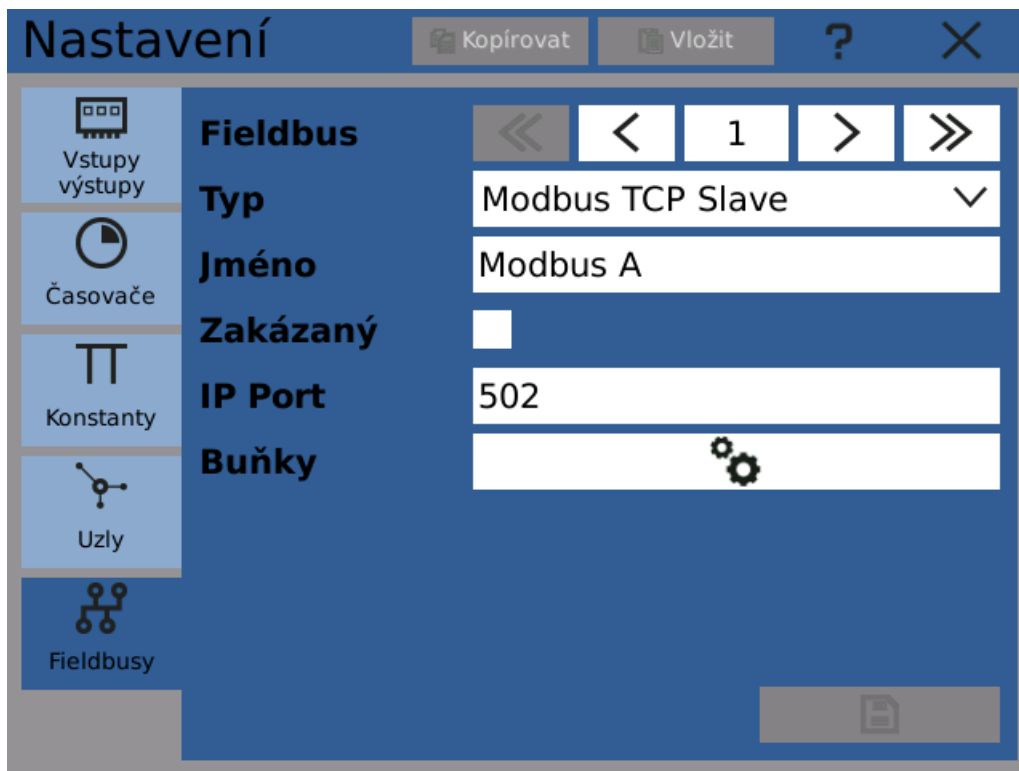 Nastavení
Kopírovat
Vložit
?
Vstupy
výstupy
Časovače
Konstanty
Uzly
Fieldbusy
Fieldbus
1
Typ
Modbus TCP Slave
Jméno
Modbus A
Zakázaný
IP Port
502
Buňky